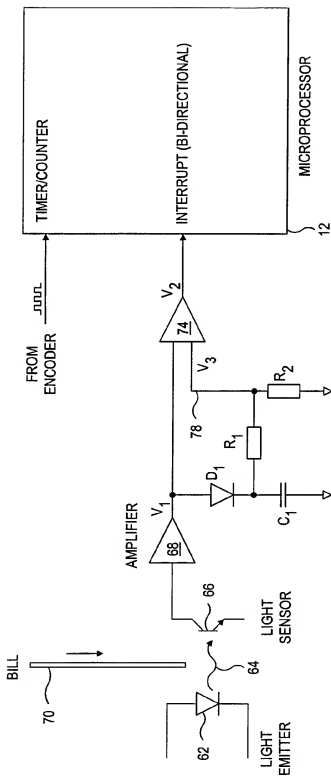 BILL
70
LIGHT
EMITTER
62
64
66
LIGHT
SENSOR
AMPLIFIER
68
V1
D1
C1
R1
R2
78
V3
74
V2
FROM
ENCODER
TIMER/COUNTER
INTERRUPT (BI-DIRECTIONAL)
MICROPROCESSOR
12